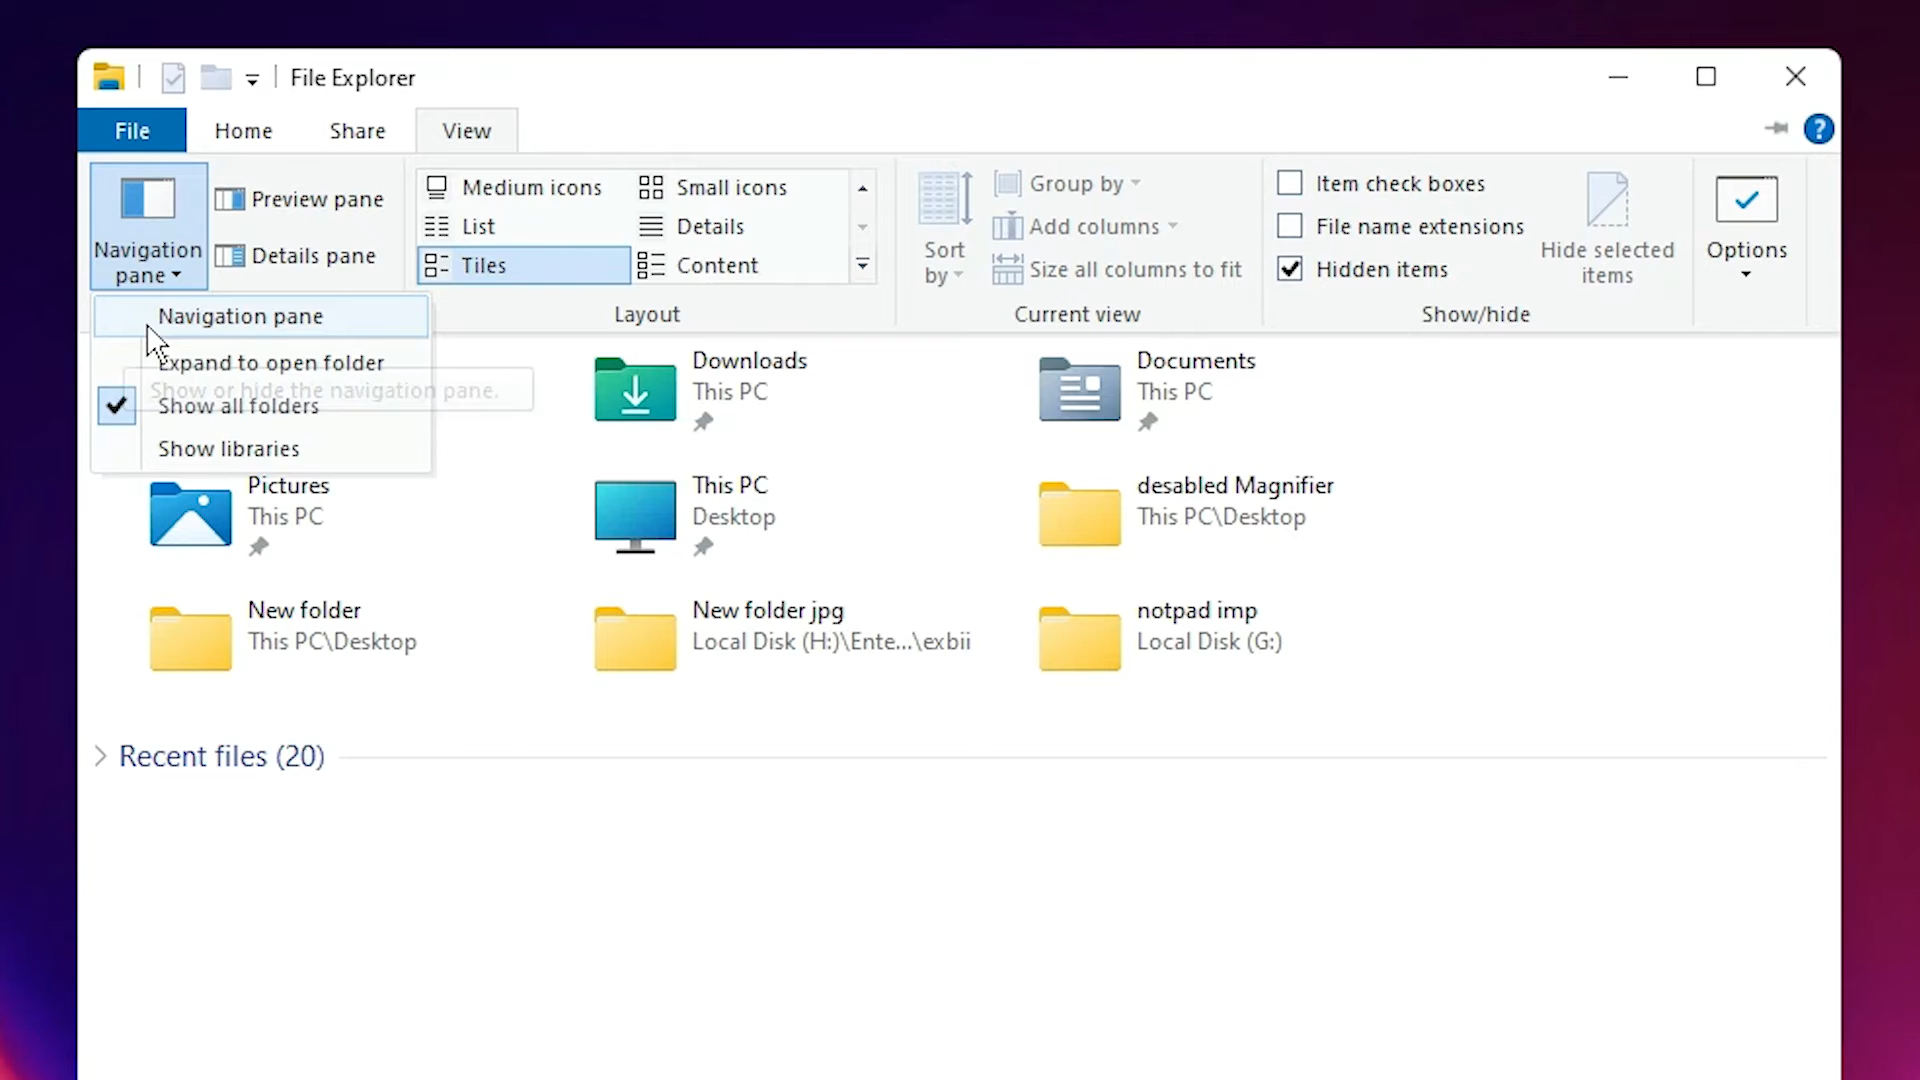 File Explorer
File Home Share View
?
Navigation pane
Preview pane
Details pane
Medium icons Small icons
List Details
Tiles Content
Layout
Sort by
Group by
Add columns
Size all columns to fit
Current view
Item check boxes
File name extensions
Hidden items
Hide selected items
Show/hide
Options
Navigation pane
Expand to open folder
Show or hide the navigation pane.
Show all folders
Show libraries
Downloads
This PC
Documents
This PC
Pictures
This PC
This PC
Desktop
desabled Magnifier
This PC\Desktop
New folder
This PC\Desktop
New folder jpg
Local Disk (H:)\Ente...\exbii
notpad imp
Local Disk (G:)
Recent files (20)